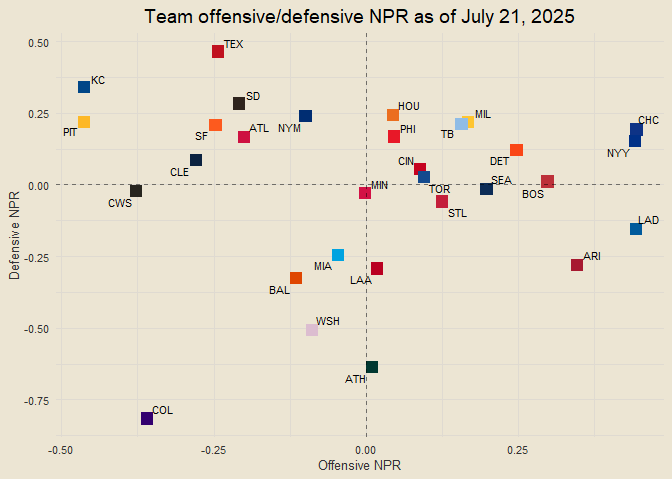 Team offensive/defensive NPR as of July 21, 2025
0.50
TEX
KC
SD
0.25
HOU
MIL
CHC
PIT
SF
ATL
NYM
PHI
TB
NYY
CLE
CIN
DET
0.00
CWS
MIN
TOR
SEA
BOS
STL
LAD
Defensive NPR
-0.25
MIA
LAA
ARI
BAL
WSH
-0.50
ATH
-0.75
COL
-0.50
-0.25
0.00
0.25
Offensive NPR